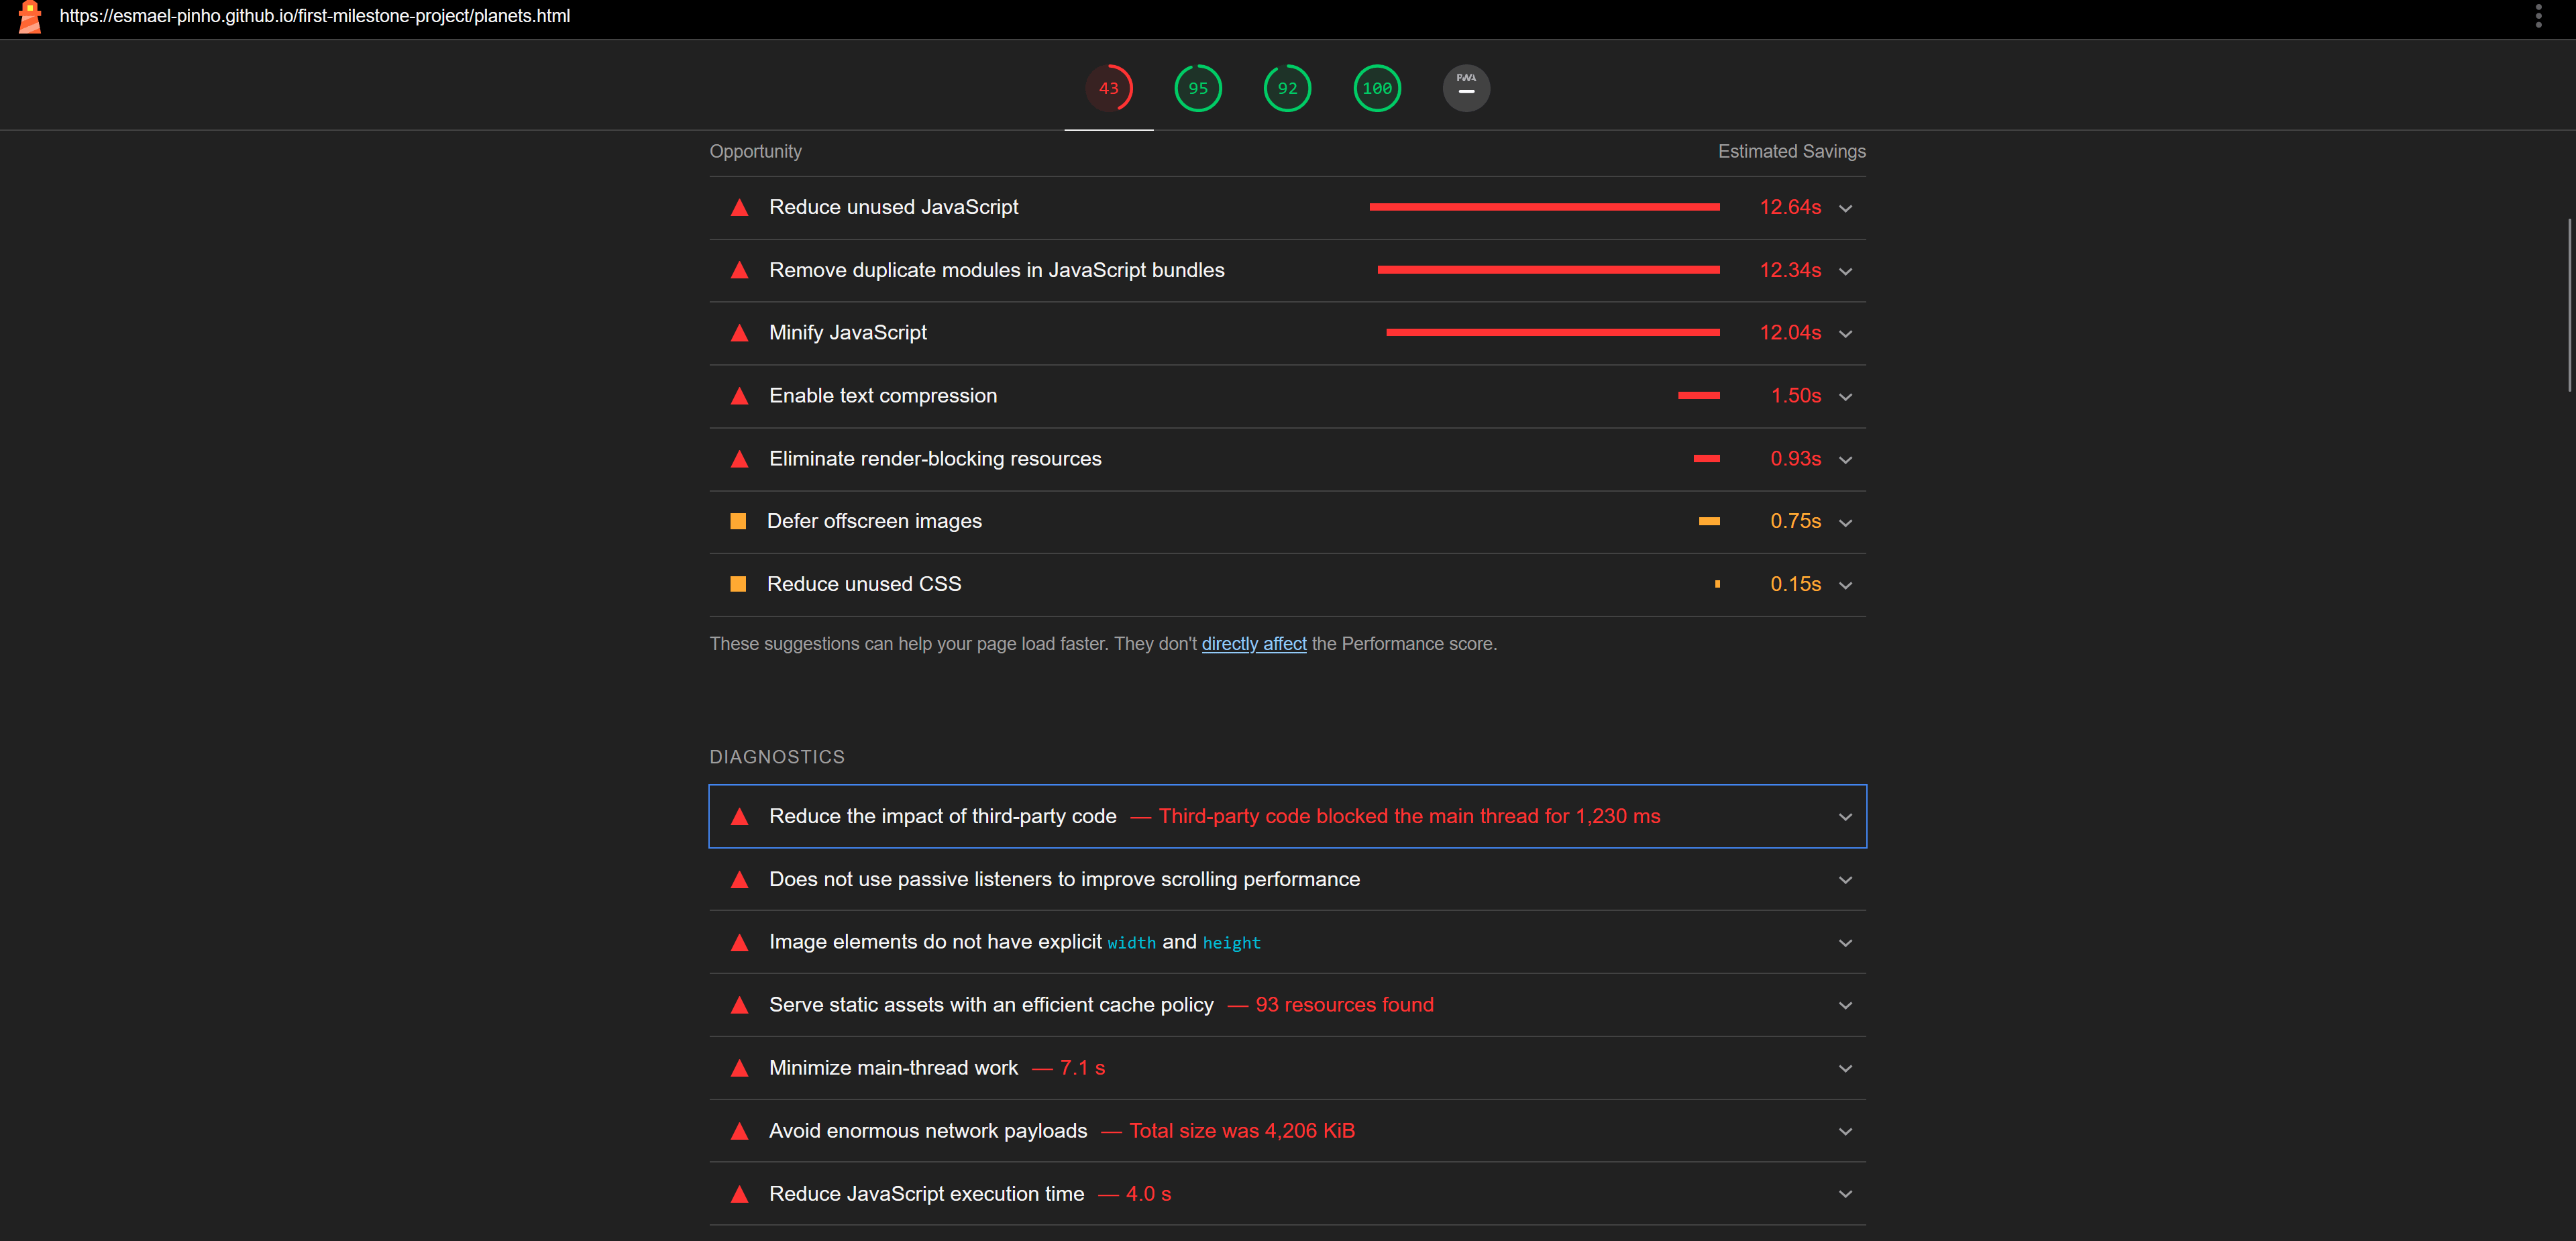 https://esmael-pinho.github.io/first-milestone-project/planets.html
43 95 92 100 PWA
Opportunity Estimated Savings
Reduce unused JavaScript 12.64s
Remove duplicate modules in JavaScript bundles 12.34s
Minify JavaScript 12.04s
Enable text compression 1.50s
Eliminate render-blocking resources 0.93s
Defer offscreen images 0.75s
Reduce unused CSS 0.15s
These suggestions can help your page load faster. They don't directly affect the Performance score.
DIAGNOSTICS
Reduce the impact of third-party code — Third-party code blocked the main thread for 1,230 ms
Does not use passive listeners to improve scrolling performance
Image elements do not have explicit width and height
Serve static assets with an efficient cache policy — 93 resources found
Minimize main-thread work — 7.1 s
Avoid enormous network payloads — Total size was 4,206 KiB
Reduce JavaScript execution time — 4.0 s